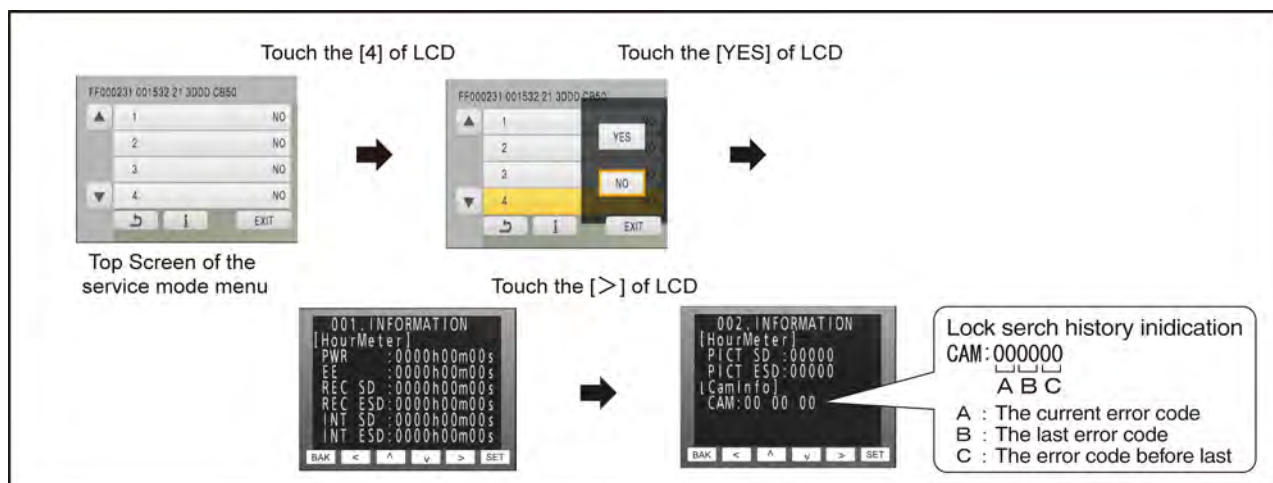 Touch the [4] of LCD
Touch the [YES] of LCD
FF000231 001532 21 3DDD CB50
1 NO
2 NO
3 NO
4 NO
EXIT
Top Screen of the
service mode menu
FF000231 001532 21 3DDD CB50
1
2
3
4
YES
NO
EXIT
Touch the [>] of LCD
001.INFORMATION
[HourMeter]
PWR :0000h00m00s
EE :0000h00m00s
REC SD :0000h00m00s
REC ESD:0000h00m00s
INT SD :0000h00m00s
INT ESD:0000h00m00s
BAK < ^ v > SET
002.INFORMATION
[HourMeter]
PICT SD :00000
PICT ESD:00000
[CamInfo]
CAM:00 00 00
BAK < ^ v > SET
Lock serch history inidication
CAM:000000
A B C
A : The current error code
B : The last error code
C : The error code before last